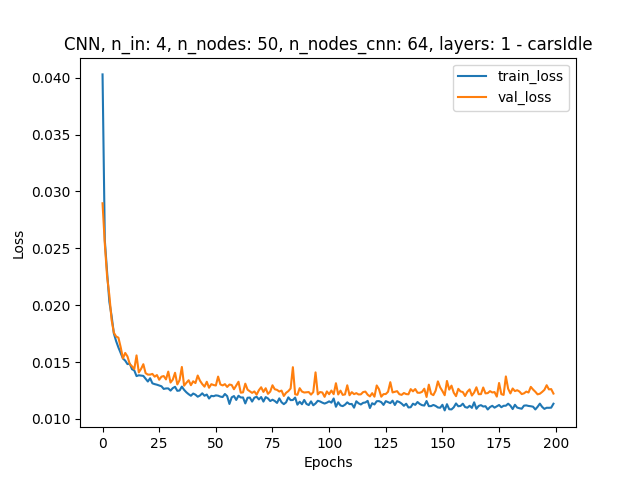 CNN, n_in: 4, n_nodes: 50, n_nodes_cnn: 64, layers: 1 - carsIdle
train_loss
val_loss
0.040
0.035
0.030
0.025
0.020
0.015
0.010
Loss
0 25 50 75 100 125 150 175 200
Epochs